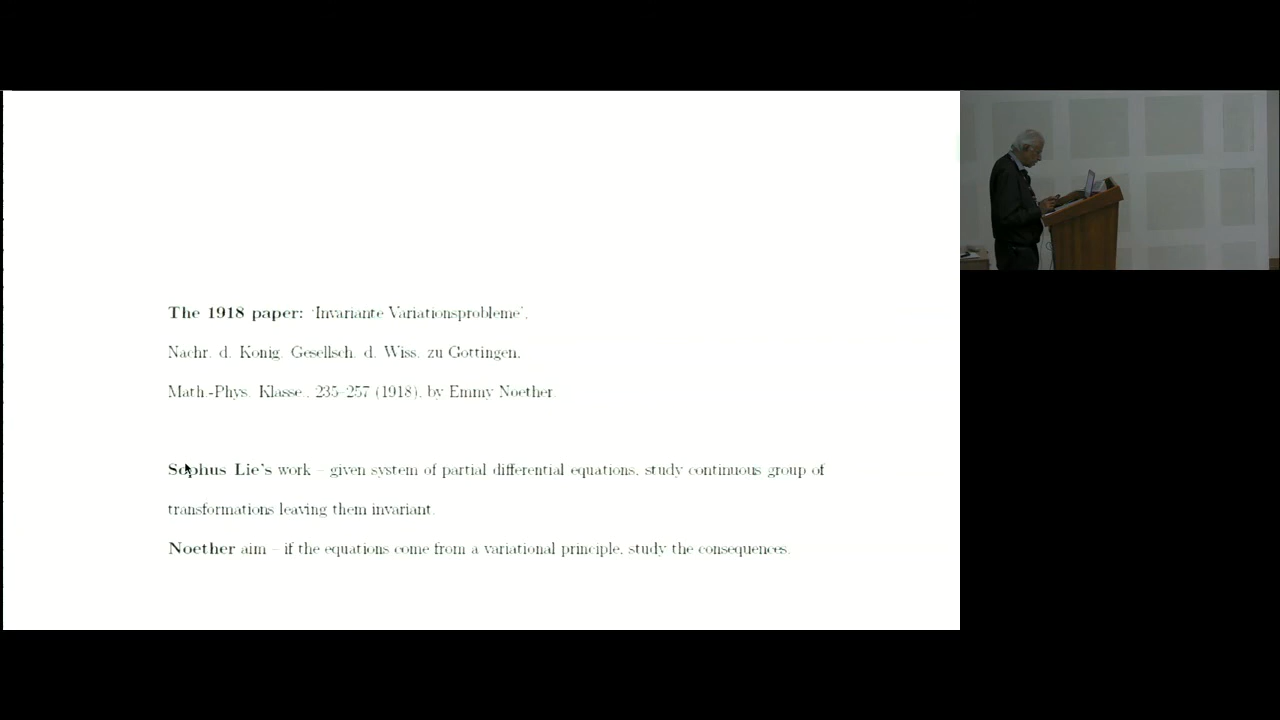 The 1918 paper: 'Invariante Variationsprobleme',
Nachr. d. Konig. Gesellsch. d. Wiss. zu Gottingen,
Math.-Phys. Klasse., 235–257 (1918), by Emmy Noether.
Sophus Lie's work – given system of partial differential equations, study continuous group of
transformations leaving them invariant.
Noether aim – if the equations come from a variational principle, study the consequences.